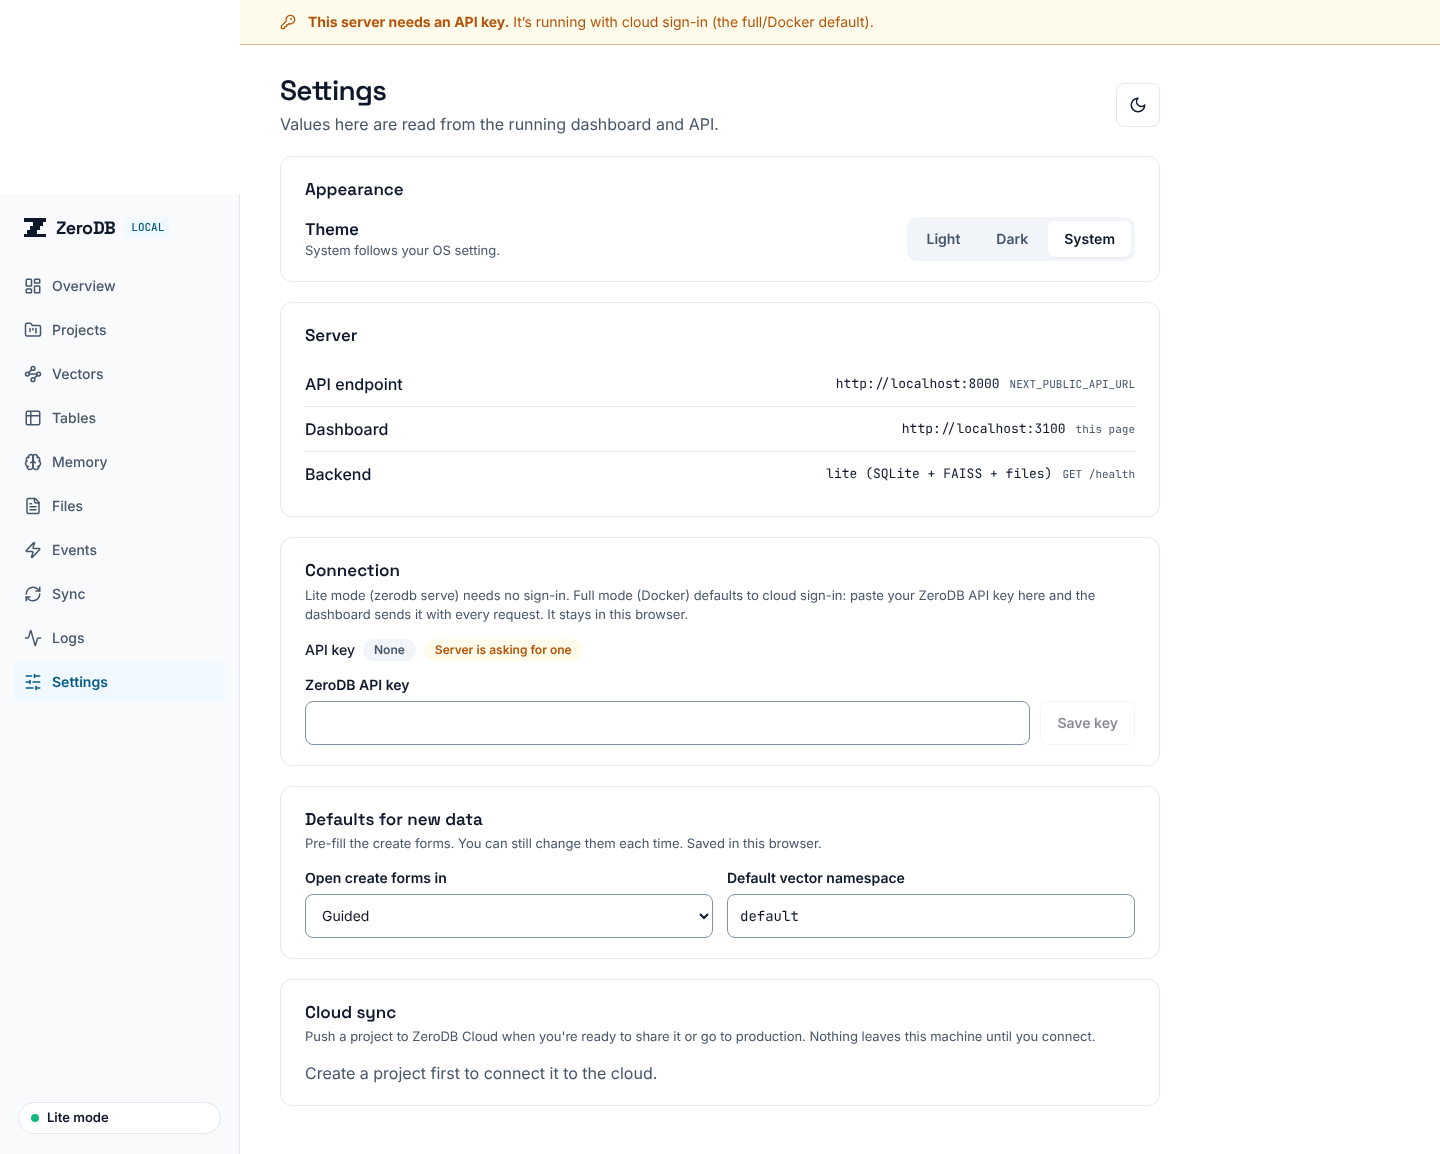 This server needs an API key. It's running with cloud sign-in (the full/Docker default).
Settings
Values here are read from the running dashboard and API.
ZeroDB LOCAL
Overview
Projects
Vectors
Tables
Memory
Files
Events
Sync
Logs
Settings
Lite mode
Appearance
Theme
System follows your OS setting.
Light Dark System
Server
API endpoint http://localhost:8000 NEXT_PUBLIC_API_URL
Dashboard http://localhost:3100 this page
Backend lite (SQLite + FAISS + files) GET /health
Connection
Lite mode (zerodb serve) needs no sign-in. Full mode (Docker) defaults to cloud sign-in: paste your ZeroDB API key here and the
dashboard sends it with every request. It stays in this browser.
API key None Server is asking for one
ZeroDB API key
Save key
Defaults for new data
Pre-fill the create forms. You can still change them each time. Saved in this browser.
Open create forms in Default vector namespace
Guided default
Cloud sync
Push a project to ZeroDB Cloud when you're ready to share it or go to production. Nothing leaves this machine until you connect.
Create a project first to connect it to the cloud.